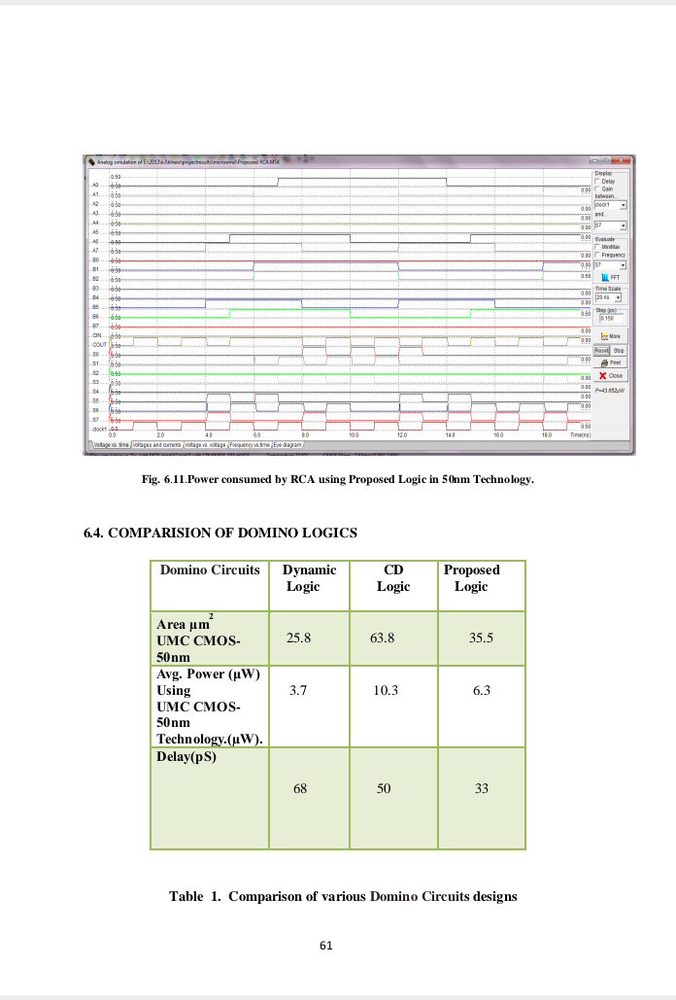 Analog simulation of E:\2013\k.f.k\new\projectresults\microwind\Proposed RCA.MSK
A0
A1
A2
A3
A4
A5
A6
A7
B0
B1
B2
B3
B4
B5
B6
B7
CIN
COUT
S0
S1
S2
S3
S4
S5
S6
S7
clock1
0.0 2.0 4.0 6.0 8.0 10.0 12.0 14.0 16.0 18.0 Time(ns)
Voltage vs. time Voltages and currents Voltage vs. voltage Frequency vs. time Eye diagram
Display
Delay
Gain
between...
clock1
and...
S7
Evaluate
MinMax
Frequency
S7
FFT
Time Scale
20 ns
Step (ps)
0.150
More
Reset Stop
Print
Close
Fig. 6.11.Power consumed by RCA using Proposed Logic in 50nm Technology.
6.4. COMPARISION OF DOMINO LOGICS
Domino Circuits Dynamic CD Proposed
Logic Logic Logic
Area μm2
UMC CMOS- 25.8 63.8 35.5
50nm
Avg. Power (μW)
Using 3.7 10.3 6.3
UMC CMOS-
50nm
Technology.(μW).
Delay(pS)
68 50 33
Table 1. Comparison of various Domino Circuits designs
61